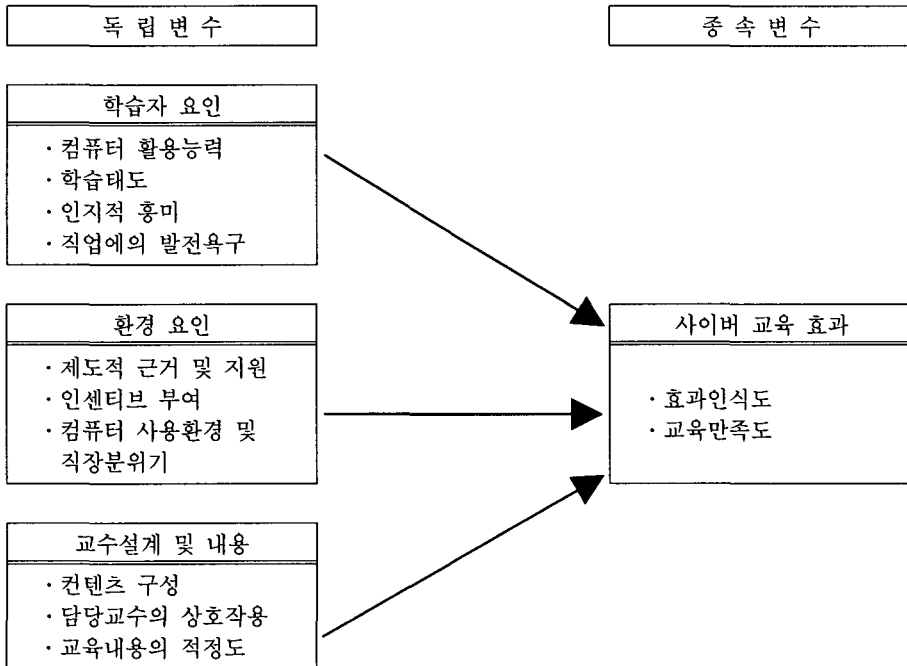 독 립 변 수
종 속 변 수
학습자 요인
· 컴퓨터 활용능력
· 학습태도
· 인지적 흥미
· 직업에의 발전욕구
환경 요인
· 제도적 근거 및 지원
· 인센티브 부여
· 컴퓨터 사용환경 및
직장분위기
사이버 교육 효과
· 효과인식도
· 교육만족도
교수설계 및 내용
· 컨텐츠 구성
· 담당교수의 상호작용
· 교육내용의 적정도